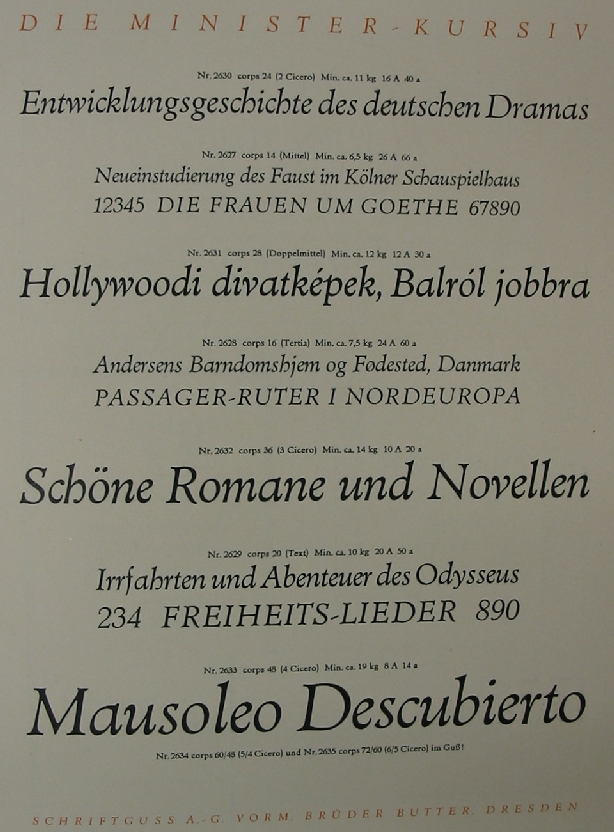 DIE MINISTER-KURSIV
Nr. 2630 corps 24 (2 Cicero) Min. ca. 11 kg 16 A 40 a
Entwicklungsgeschichte des deutschen Dramas
Nr. 2627 corps 14 (Mittel) Min. ca. 6,5 kg 26 A 66 a
Neueinstudierung des Faust im Kölner Schauspielhaus
12345 DIE FRAUEN UM GOETHE 67890
Nr. 2631 corps 28 (Doppelmittel) Min. ca. 12 kg 12 A 30 a
Hollywoodi divatképek, Balról jobbra
Nr. 2628 corps 16 (Tertia) Min. ca. 7,5 kg 24 A 60 a
Andersens Barndomshjem og Fødested, Danmark
PASSAGER-RUTER I NORDEUROPA
Nr. 2632 corps 36 (3 Cicero) Min. ca. 14 kg 10 A 20 a
Schöne Romane und Novellen
Nr. 2629 corps 20 (Text) Min. ca. 10 kg 20 A 50 a
Irrfahrten und Abenteuer des Odysseus
234 FREIHEITS-LIEDER 890
Nr. 2633 corps 48 (4 Cicero) Min. ca. 19 kg 8 A 14 a
Mausoleo Descubierto
Nr. 2634 corps 60/48 (5/4 Cicero) und Nr. 2635 corps 72/60 (6/5 Cicero) im Guß!
SCHRIFTGUSS A.-G. VORM. BRÜDER BUTTER, DRESDEN